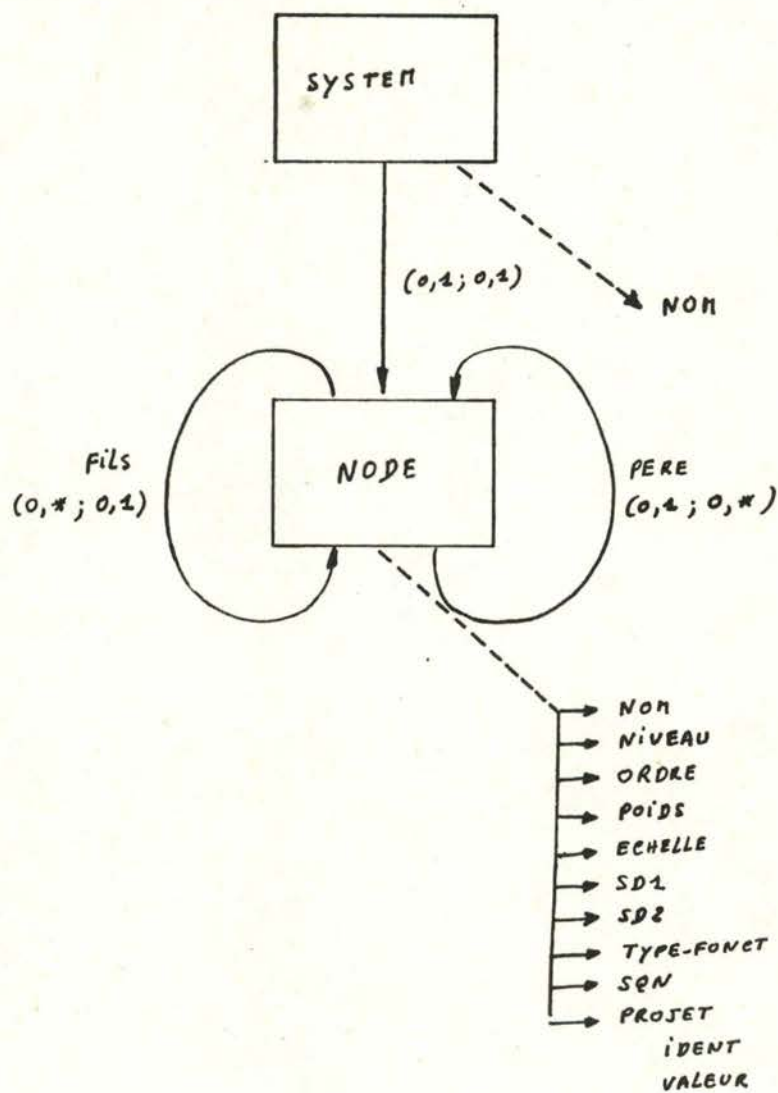 SYSTEM
(0,1; 0,1)
NOM
FILS
(0,*; 0,1)
NODE
PERE
(0,1; 0,*)
NOM
NIVEAU
ORDRE
POIDS
ECHELLE
SD1
SD2
TYPE-FONCT
SQN
PROJET
IDENT
VALEUR